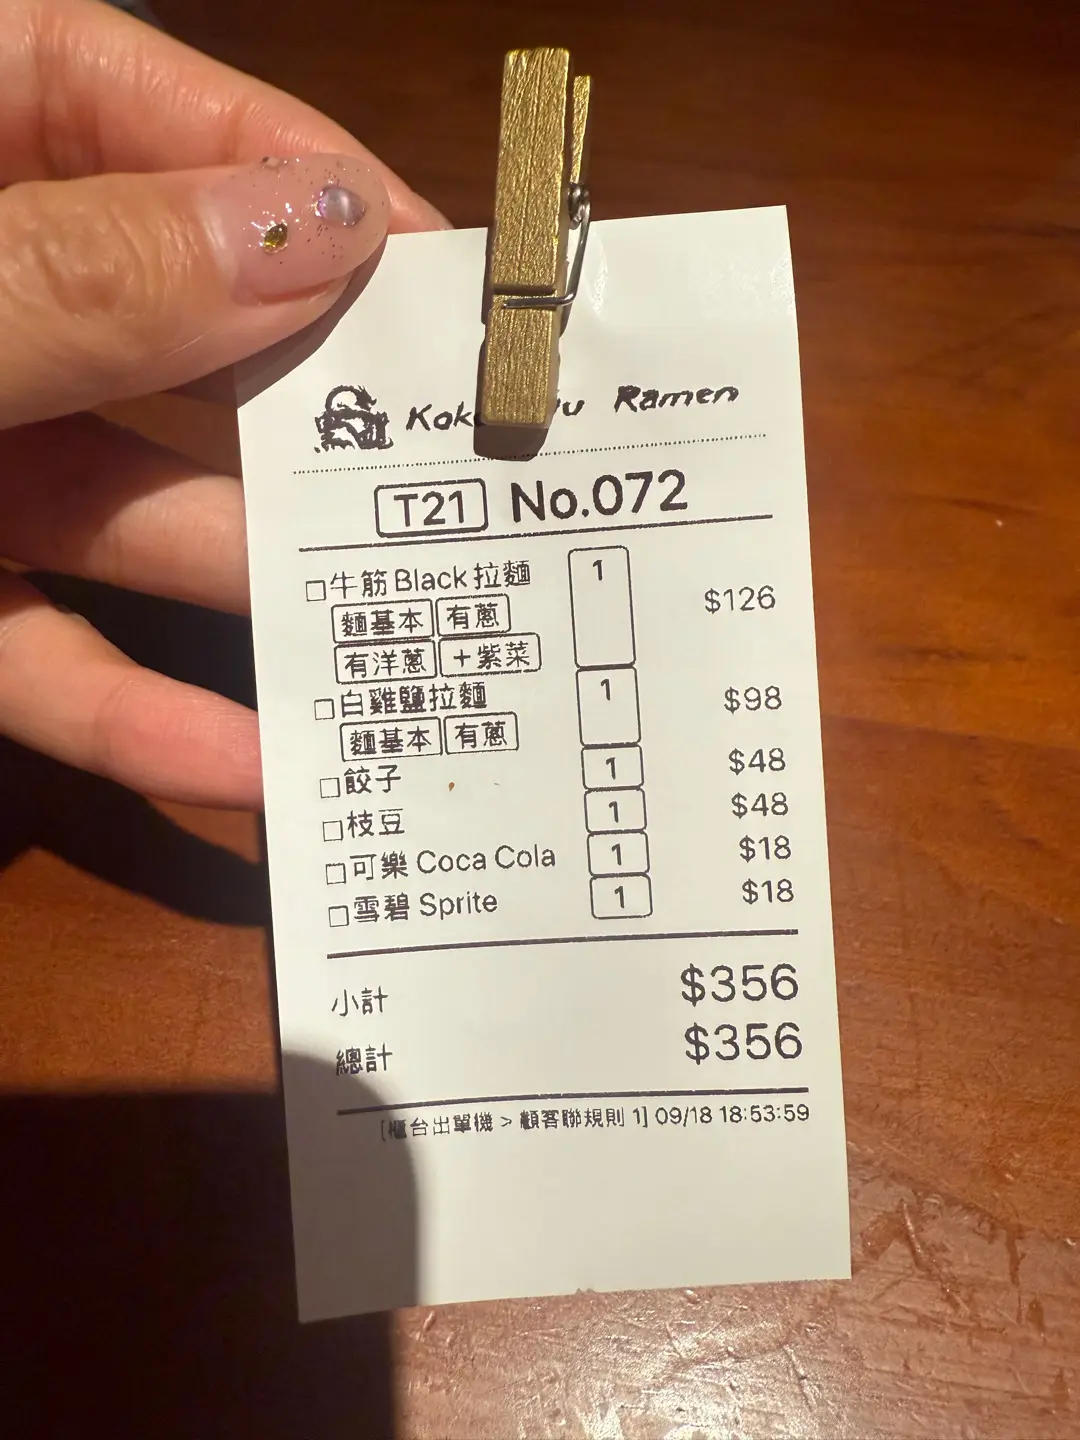 Ramen
T21 No.072
□牛筋Black拉麵 1 $126
麵基本 有蔥
有洋蔥 +紫菜
□白雞鹽拉麵 1 $98
麵基本 有蔥
□餃子 1 $48
□枝豆 1 $48
□可樂 Coca Cola 1 $18
□雪碧 Sprite 1 $18
小計 $356
總計 $356
[櫃台出單機 > 顧客聯規則 1] 09/18 18:53:59